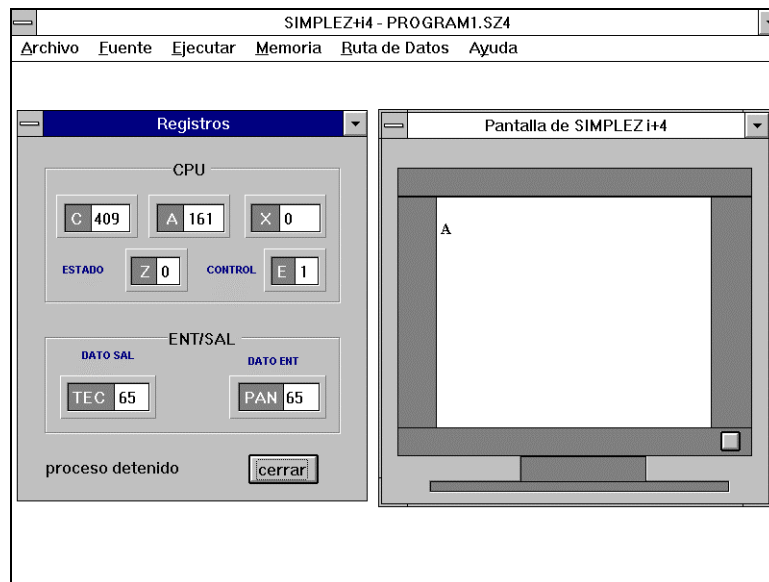 SIMPLEZ+i4 - PROGRAM1.SZ4
Archivo Fuente Ejecutar Memoria Ruta de Datos Ayuda
Registros
CPU
C 409 A 161 X 0
ESTADO Z 0 CONTROL E 1
ENT/SAL
DATO SAL DATO ENT
TEC 65 PAN 65
proceso detenido cerrar
Pantalla de SIMPLEZ i+4
A